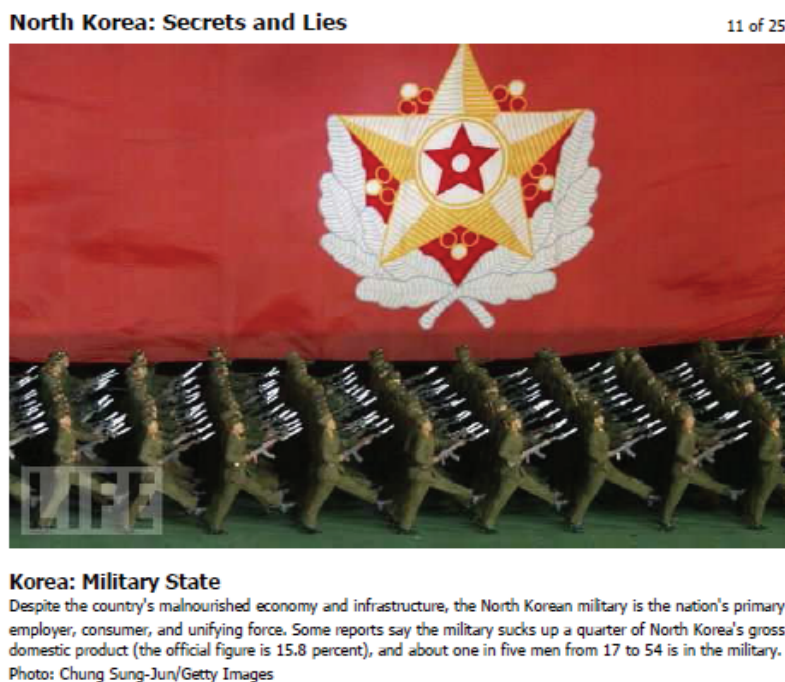 North Korea: Secrets and Lies
11 of 25
LIFE
Korea: Military State
Despite the country's malnourished economy and infrastructure, the North Korean military is the nation's primary
employer, consumer, and unifying force. Some reports say the military sucks up a quarter of North Korea's gross
domestic product (the official figure is 15.8 percent), and about one in five men from 17 to 54 is in the military.
Photo: Chung Sung-Jun/Getty Images